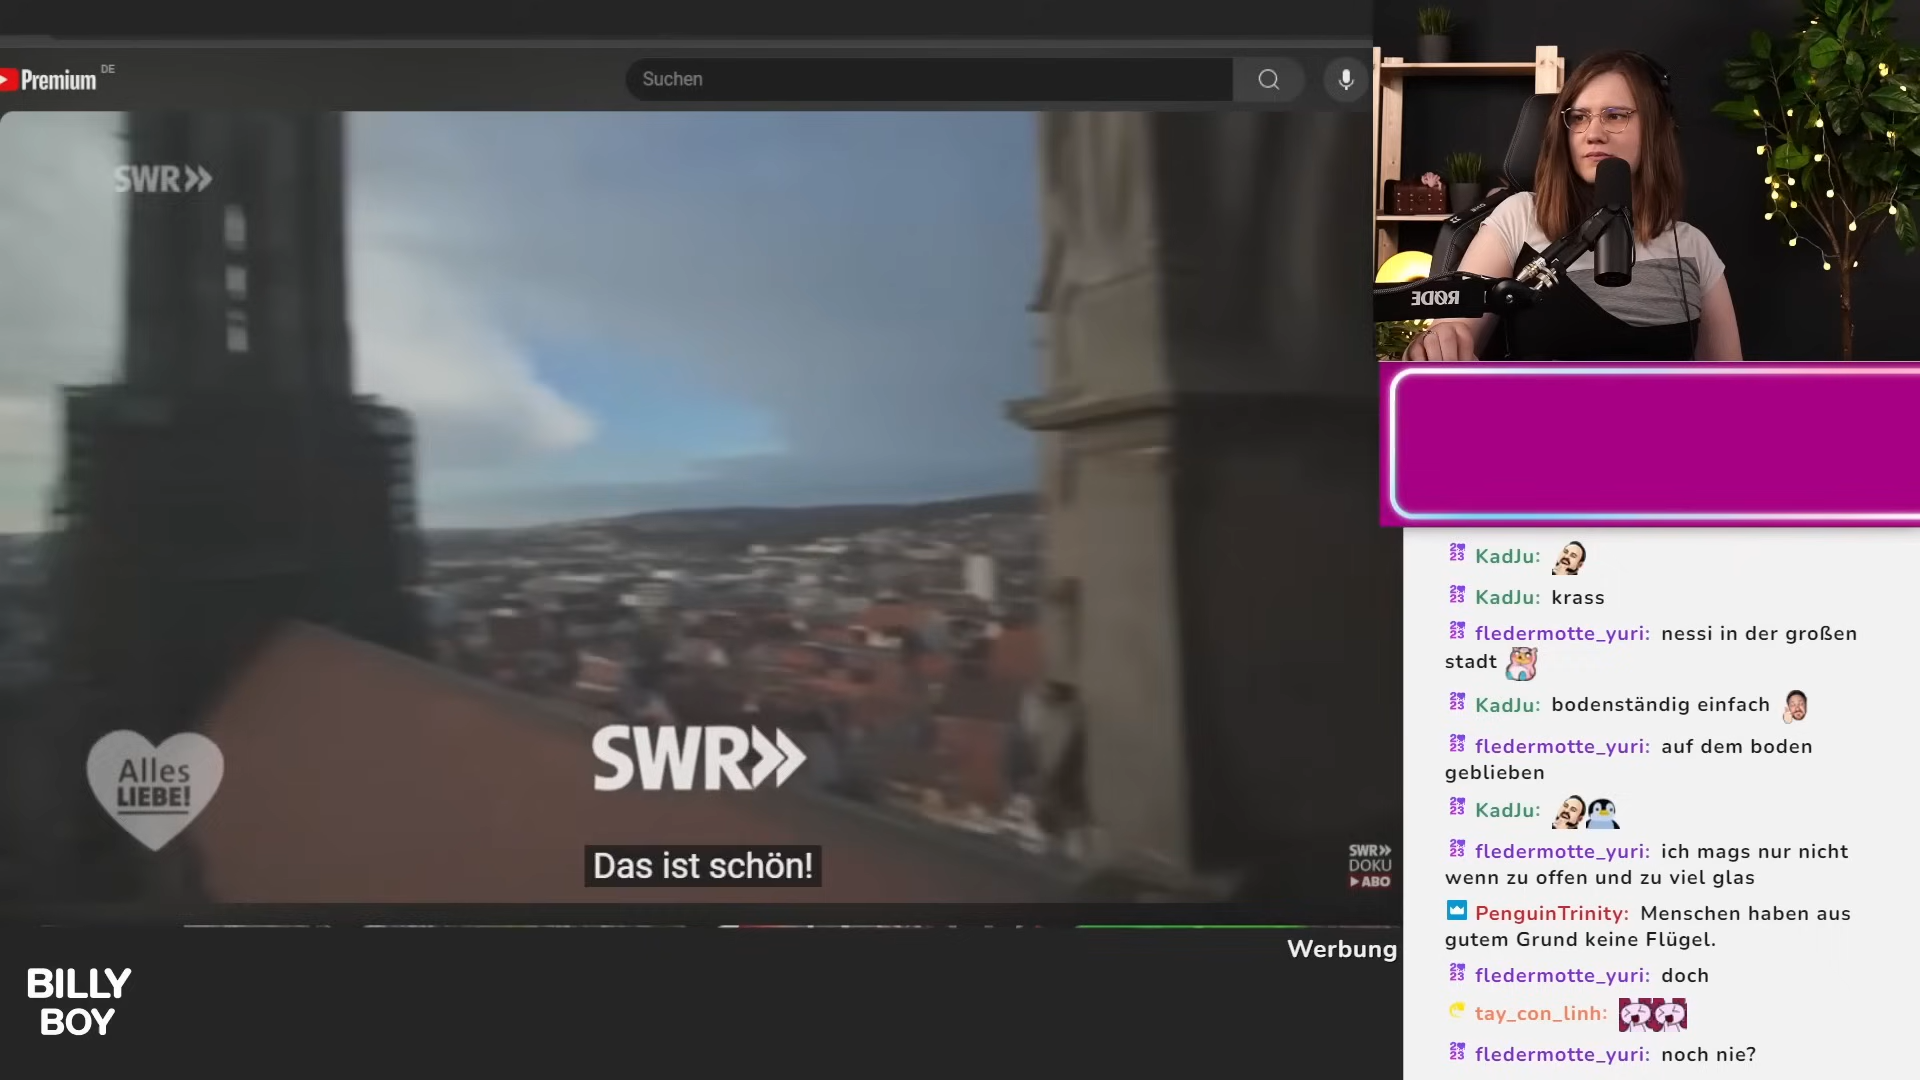 Premium DE
Suchen
SWR»
Alles
LIEBE!
SWR»
Das ist schön!
SWR»
DOKU
ABO
Werbung
BILLY
BOY
RØDE
KadJu:
KadJu: krass
fledermotte_yuri: nessi in der großen
stadt
KadJu: bodenständig einfach
fledermotte_yuri: auf dem boden
geblieben
KadJu:
fledermotte_yuri: ich mags nur nicht
wenn zu offen und zu viel glas
PenguinTrinity: Menschen haben aus
gutem Grund keine Flügel.
fledermotte_yuri: doch
tay_con_linh:
fledermotte_yuri: noch nie?